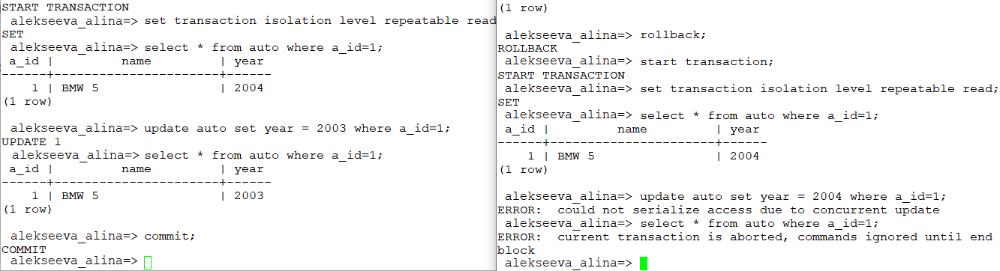 START TRANSACTION
alekseeva_alina=> set transaction isolation level repeatable read
SET
alekseeva_alina=> select * from auto where a_id=1;
a_id | name | year
------+----------------------+------
1 | BMW 5 | 2004
(1 row)
alekseeva_alina=> update auto set year = 2003 where a_id=1;
UPDATE 1
alekseeva_alina=> select * from auto where a_id=1;
a_id | name | year
------+----------------------+------
1 | BMW 5 | 2003
(1 row)
alekseeva_alina=> commit;
COMMIT
alekseeva_alina=>
(1 row)
alekseeva_alina=> rollback;
ROLLBACK
alekseeva_alina=> start transaction;
START TRANSACTION
alekseeva_alina=> set transaction isolation level repeatable read;
SET
alekseeva_alina=> select * from auto where a_id=1;
a_id | name | year
------+----------------------+------
1 | BMW 5 | 2004
(1 row)
alekseeva_alina=> update auto set year = 2004 where a_id=1;
ERROR:  could not serialize access due to concurrent update
alekseeva_alina=> select * from auto where a_id=1;
ERROR:  current transaction is aborted, commands ignored until end
block
alekseeva_alina=>